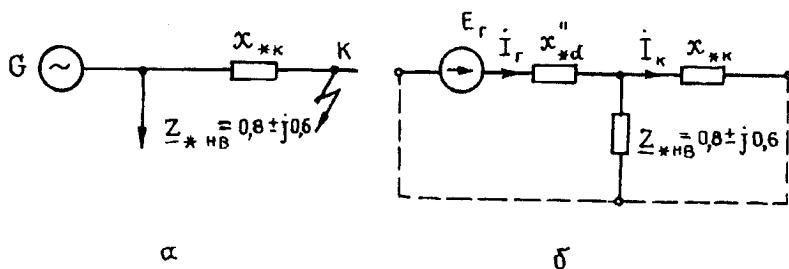 G ~ x*к K
Z*нв = 0,8 ± j0,6
а
Eг İг x"*d İк x*к
Z*нв = 0,8 ± j0,6
б